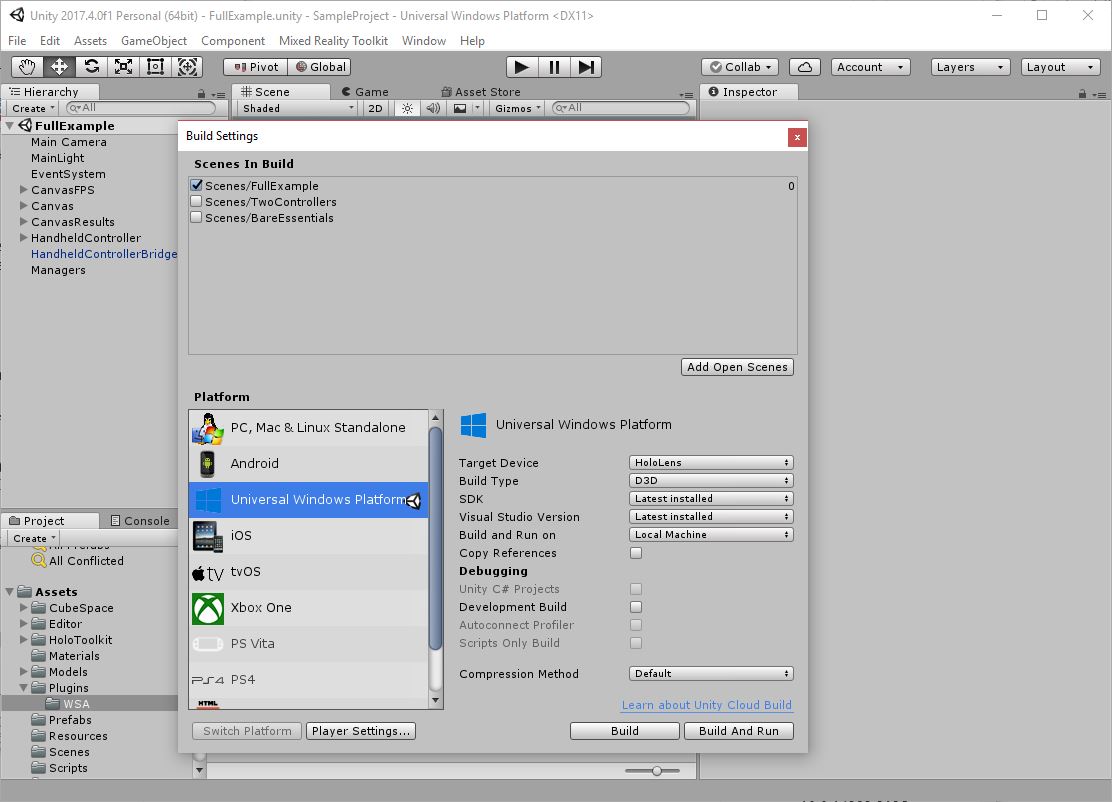 Unity 2017.4.0f1 Personal (64bit) - FullExample.unity - SampleProject - Universal Windows Platform <DX11>
File Edit Assets GameObject Component Mixed Reality Toolkit Window Help
Pivot Global Collab Account Layers Layout
Hierarchy Scene Game Asset Store Inspector
Create All Shaded 2D Gizmos All
FullExample
Main Camera
MainLight
EventSystem
CanvasFPS
Canvas
CanvasResults
HandheldController
HandheldControllerBridge
Managers
Build Settings
x
Scenes In Build
Scenes/FullExample 0
Scenes/TwoControllers
Scenes/BareEssentials
Add Open Scenes
Platform
PC, Mac & Linux Standalone
Android
Universal Windows Platform
iOS
tv tvOS
Xbox One
PS Vita
PS4 PS4
HTML
Universal Windows Platform
Target Device HoloLens
Build Type D3D
SDK Latest installed
Visual Studio Version Latest installed
Build and Run on Local Machine
Copy References
Debugging
Unity C# Projects
Development Build
Autoconnect Profiler
Scripts Only Build
Compression Method Default
Learn about Unity Cloud Build
Switch Platform Player Settings... Build Build And Run
Project Console
Create
All Prefabs
All Conflicted
Assets
CubeSpace
Editor
HoloToolkit
Materials
Models
Plugins
WSA
Prefabs
Resources
Scenes
Scripts